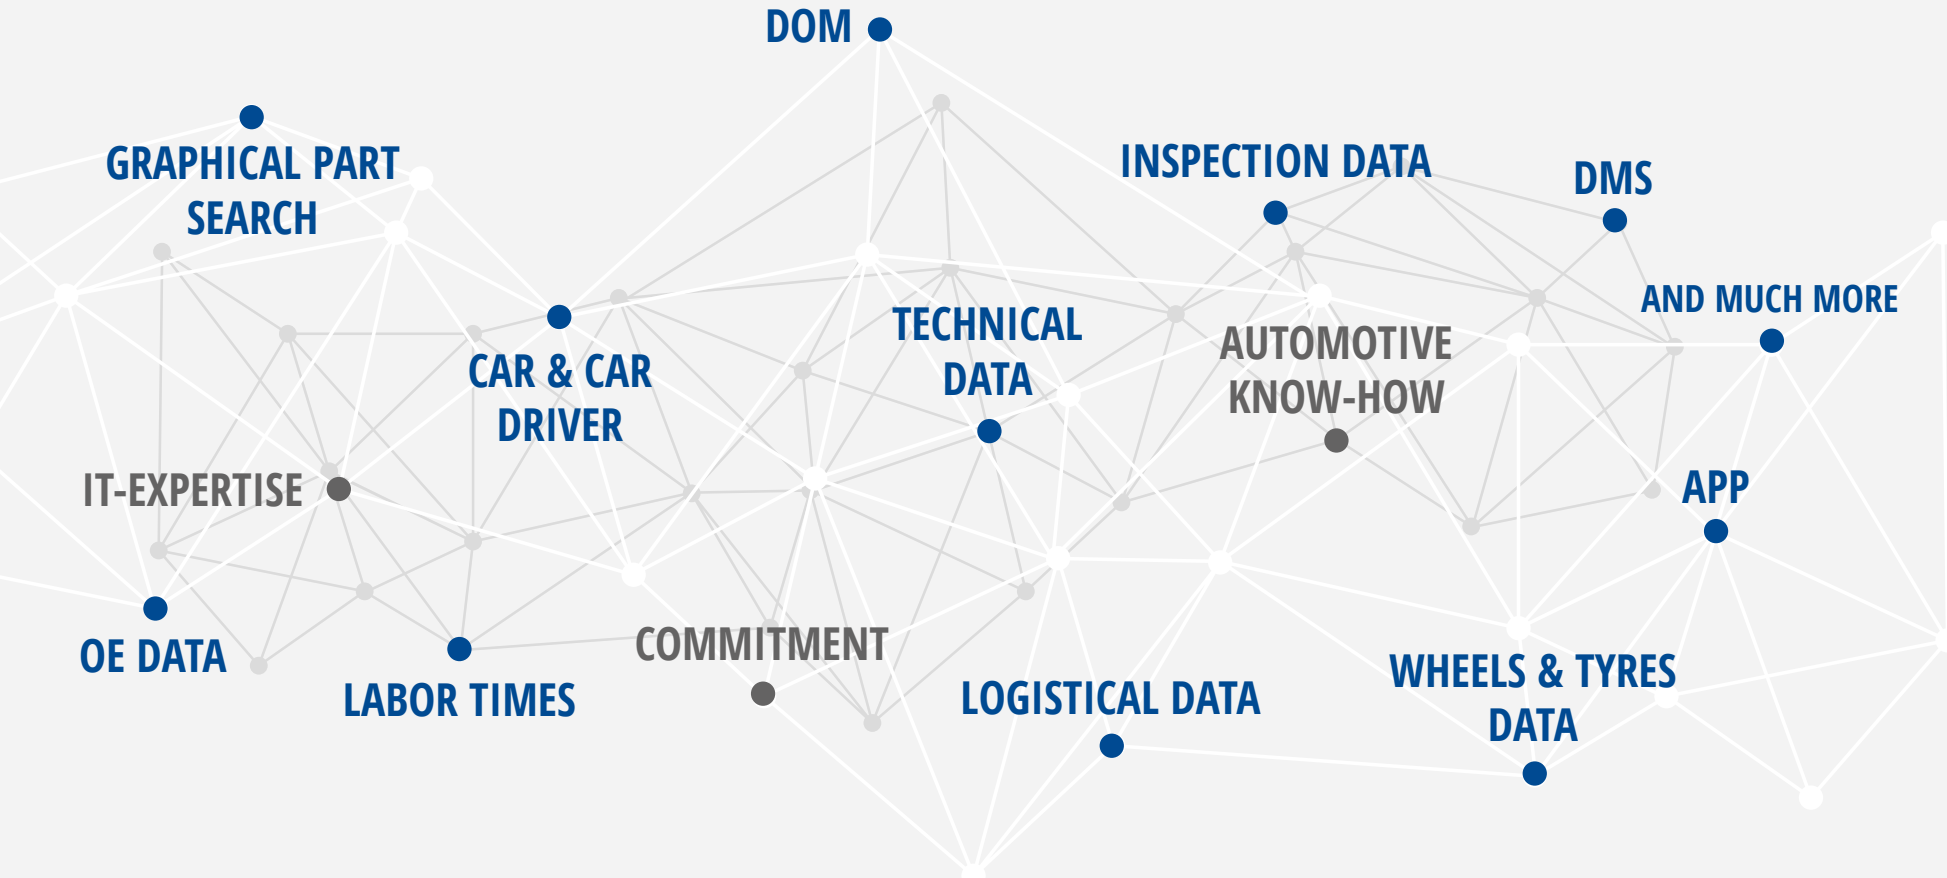 DOM
GRAPHICAL PART
SEARCH
INSPECTION DATA
DMS
AND MUCH MORE
CAR & CAR
DRIVER
TECHNICAL
DATA
AUTOMOTIVE
KNOW-HOW
IT-EXPERTISE
APP
OE DATA
LABOR TIMES
COMMITMENT
LOGISTICAL DATA
WHEELS & TYRES
DATA